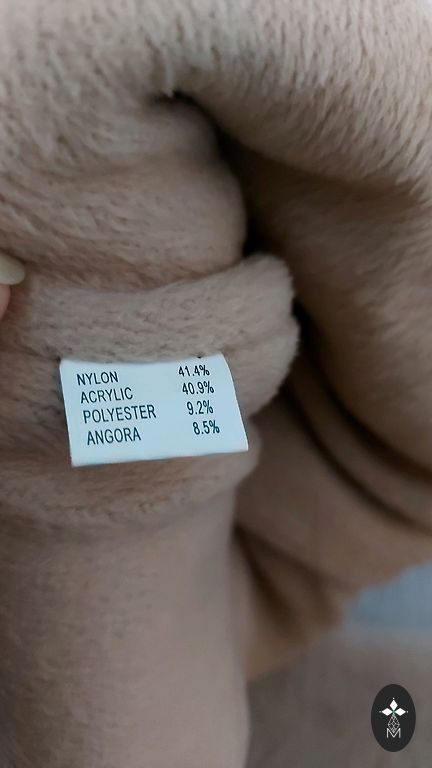 NYLON 41.4%
ACRYLIC 40.9%
POLYESTER 9.2%
ANGORA 8.5%
M